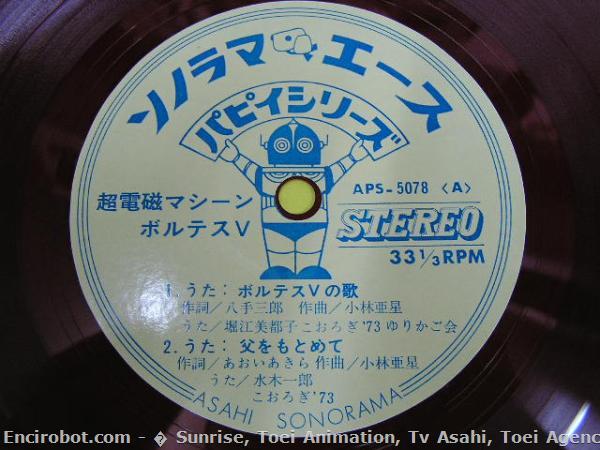 ソノラマエース
パピイシリーズ
超電磁マシーン
ボルテスV
APS-5078 〈A〉
STEREO
33 1/3 RPM
1.うた: ボルテスVの歌
作詞/八手三郎 作曲/小林亜星
うた/堀江美都子こおろぎ'73 ゆりかご会
2.うた: 父をもとめて
作詞/あおいあきら 作曲/小林亜星
うた/水木一郎
こおろぎ'73
ASAHI SONORAMA
Encirobot.com - � Sunrise, Toei Animation, Tv Asahi, Toei Agenc